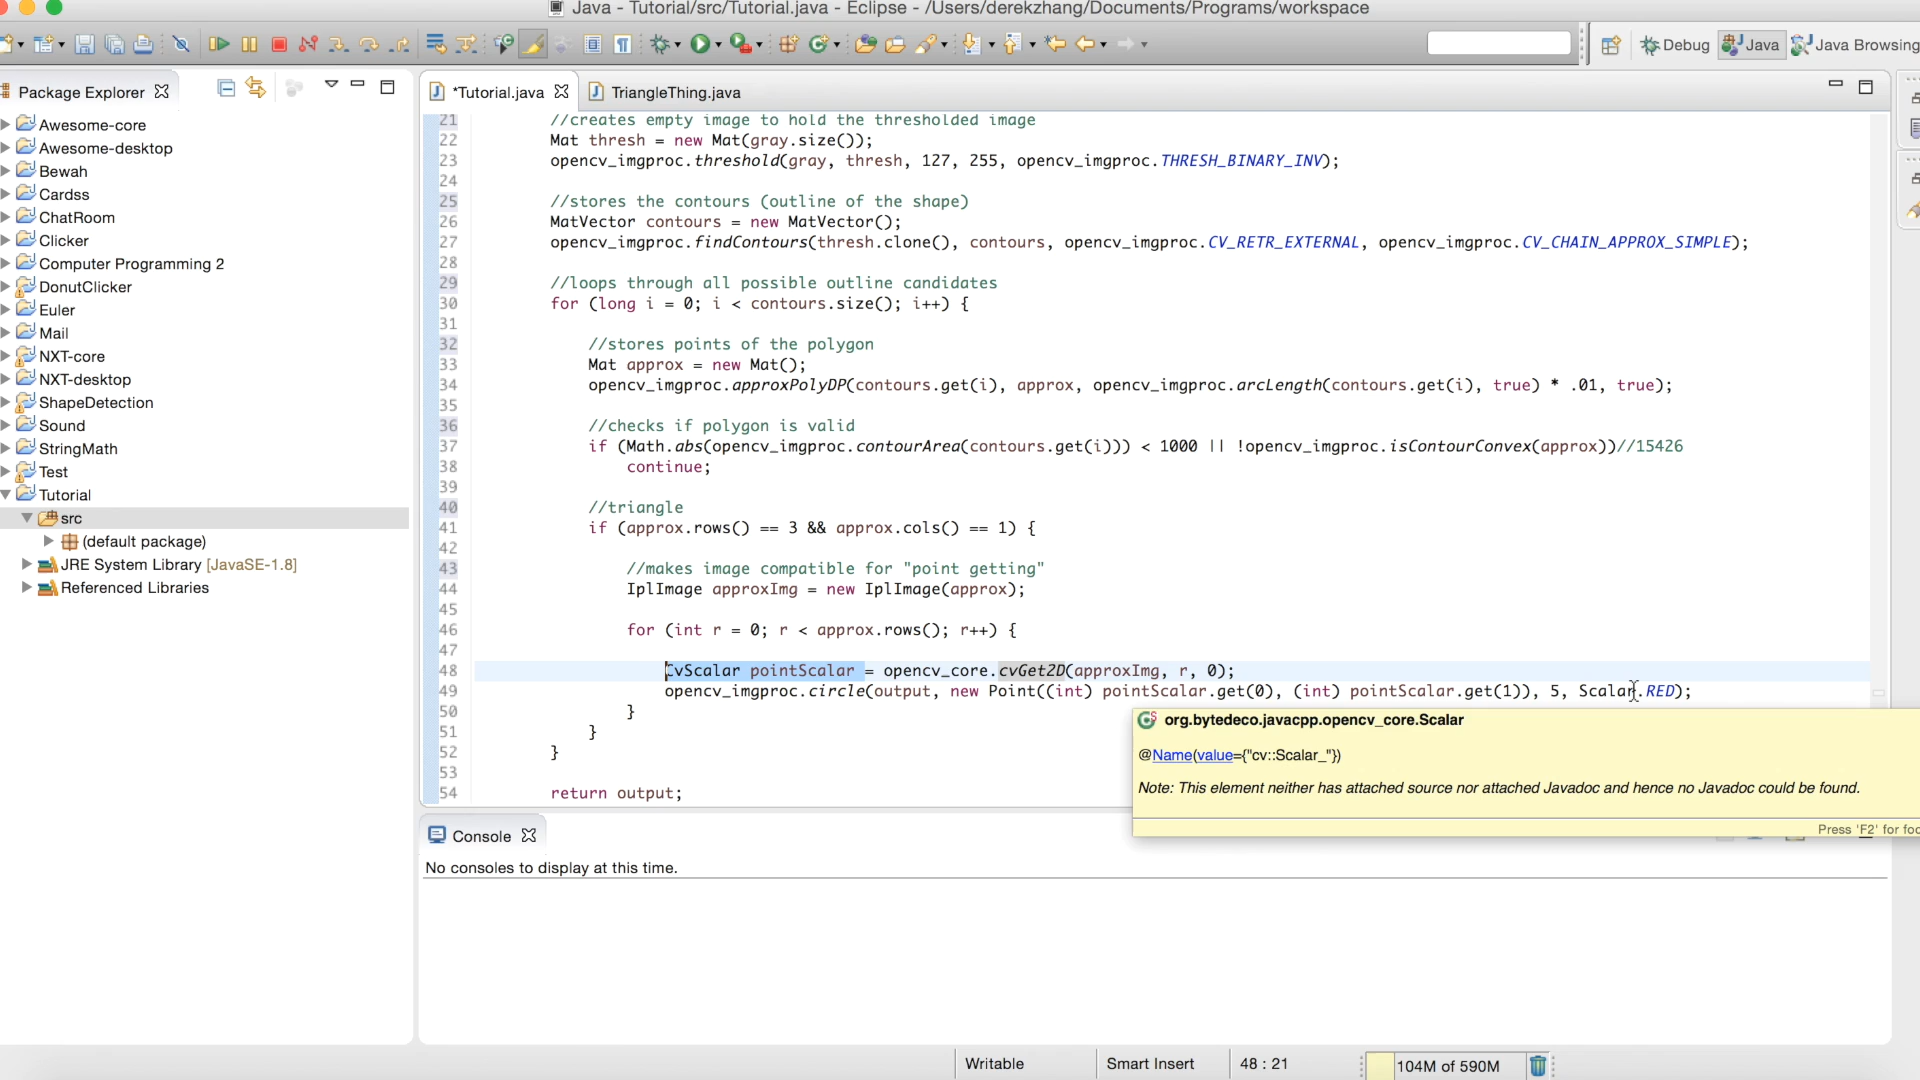 Java - Tutorial/src/Tutorial.java - Eclipse - /Users/derekzhang/Documents/Programs/workspace
Debug Java Java Browsing
Package Explorer
*Tutorial.java TriangleThing.java
Awesome-core
Awesome-desktop
Bewah
Cardss
ChatRoom
Clicker
Computer Programming 2
DonutClicker
Euler
Mail
NXT-core
NXT-desktop
ShapeDetection
Sound
StringMath
Test
Tutorial
src
(default package)
JRE System Library [JavaSE-1.8]
Referenced Libraries
21 //creates empty image to hold the thresholded image
22 Mat thresh = new Mat(gray.size());
23 opencv_imgproc.threshold(gray, thresh, 127, 255, opencv_imgproc.THRESH_BINARY_INV);
24
25 //stores the contours (outline of the shape)
26 MatVector contours = new MatVector();
27 opencv_imgproc.findContours(thresh.clone(), contours, opencv_imgproc.CV_RETR_EXTERNAL, opencv_imgproc.CV_CHAIN_APPROX_SIMPLE);
28
29 //loops through all possible outline candidates
30 for (long i = 0; i < contours.size(); i++) {
31
32 //stores points of the polygon
33 Mat approx = new Mat();
34 opencv_imgproc.approxPolyDP(contours.get(i), approx, opencv_imgproc.arcLength(contours.get(i), true) * .01, true);
35
36 //checks if polygon is valid
37 if (Math.abs(opencv_imgproc.contourArea(contours.get(i))) < 1000 || !opencv_imgproc.isContourConvex(approx))//15426
38 continue;
39
40 //triangle
41 if (approx.rows() == 3 && approx.cols() == 1) {
42
43 //makes image compatible for "point getting"
44 IplImage approxImg = new IplImage(approx);
45
46 for (int r = 0; r < approx.rows(); r++) {
47
48 CvScalar pointScalar = opencv_core.cvGet2D(approxImg, r, 0);
49 opencv_imgproc.circle(output, new Point((int) pointScalar.get(0), (int) pointScalar.get(1)), 5, Scalar.RED);
50 }
51 }
52 }
53
54 return output;
org.bytedeco.javacpp.opencv_core.Scalar
@Name(value={"cv::Scalar_"})
Note: This element neither has attached source nor attached Javadoc and hence no Javadoc could be found.
Press 'F2' for foc
Console
No consoles to display at this time.
Writable Smart Insert 48 : 21 104M of 590M